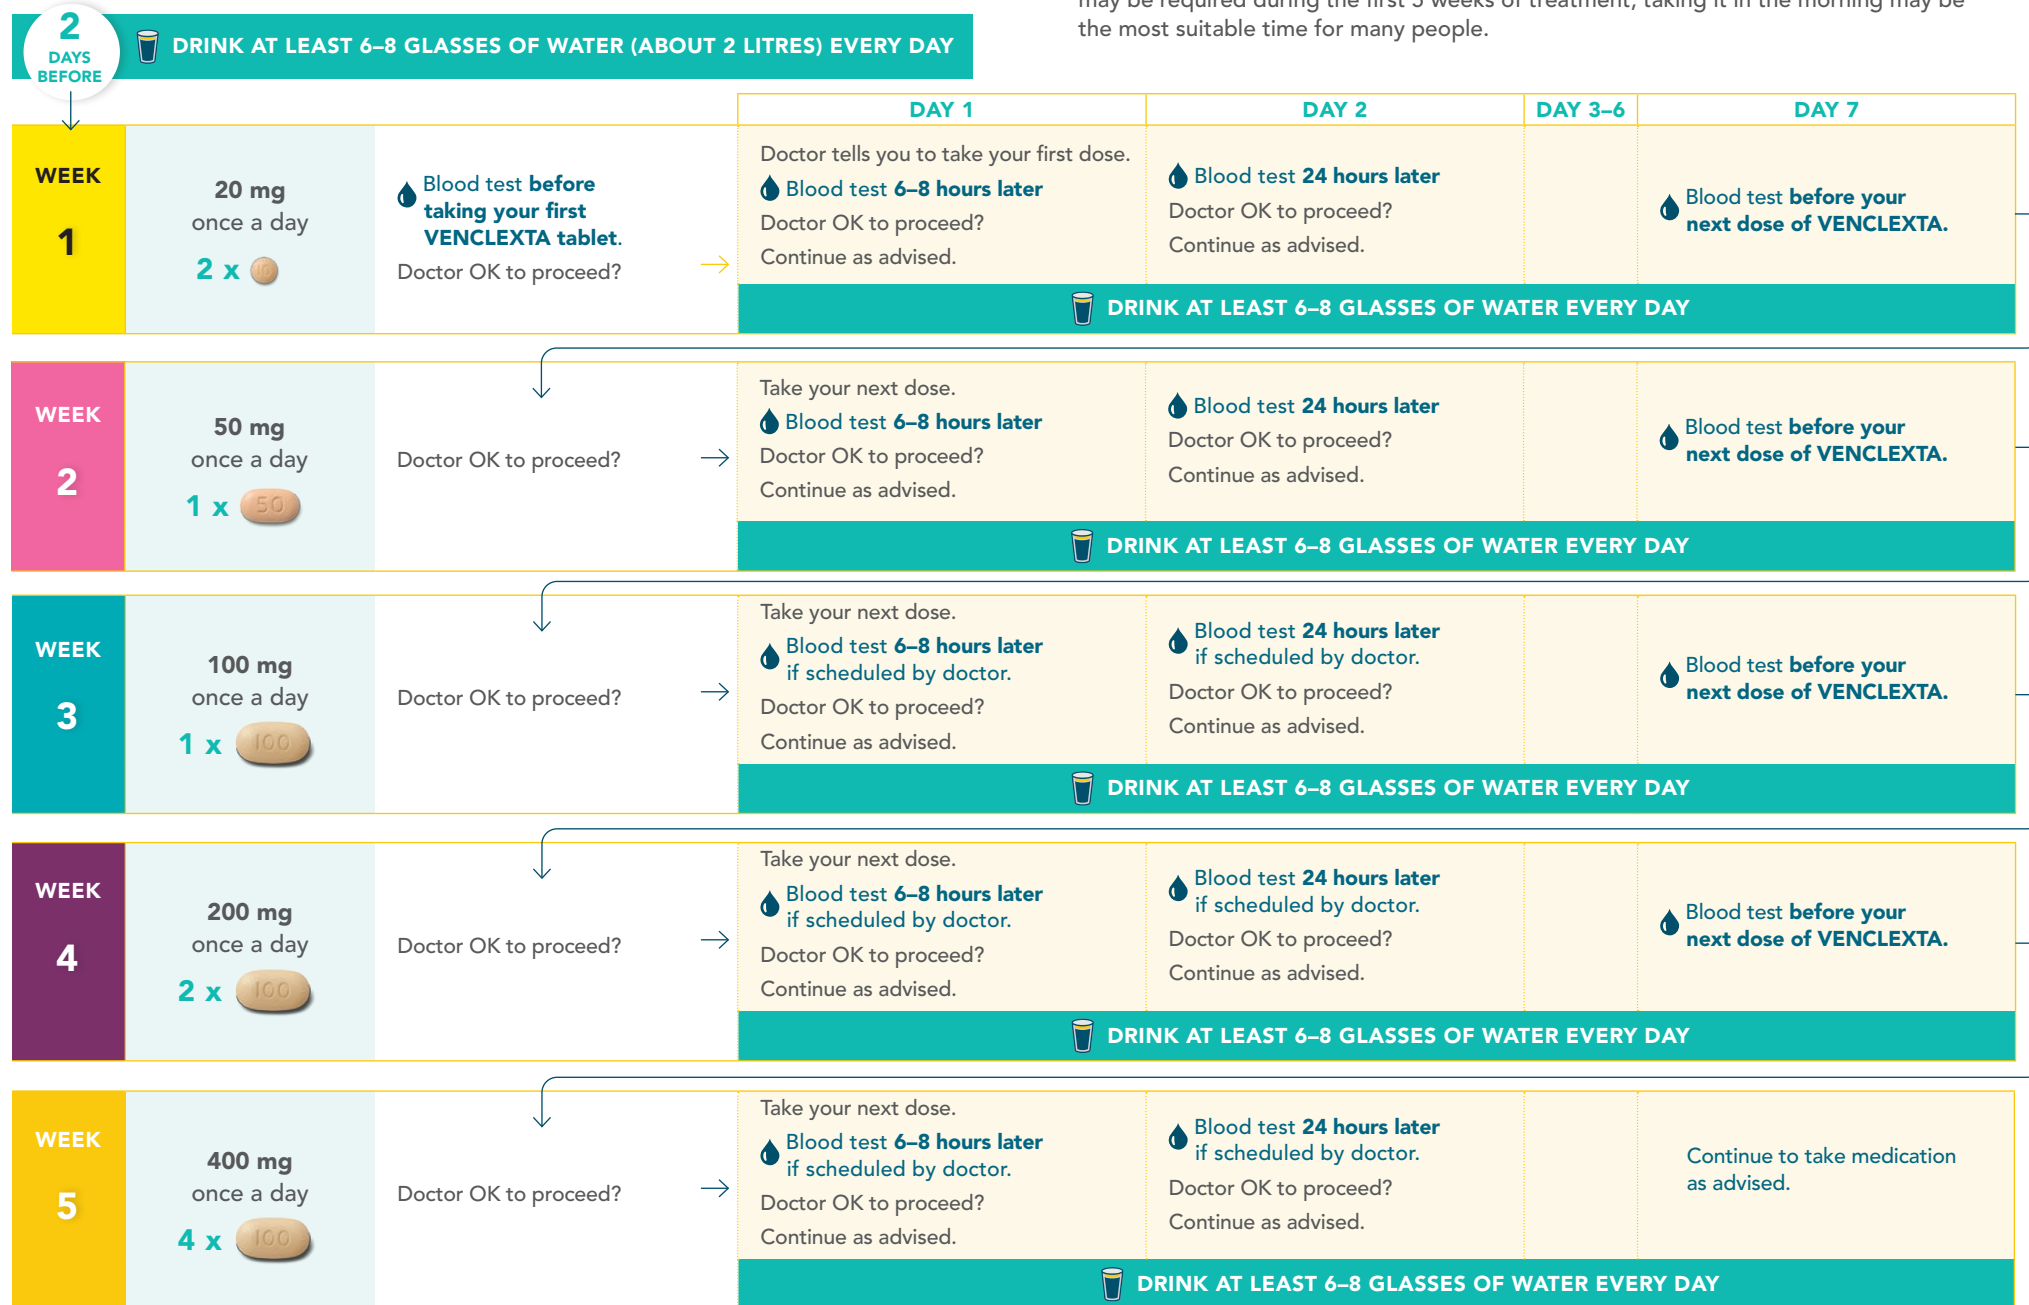 may be required during the first 5 weeks of treatment, taking it in the morning may be
the most suitable time for many people.
2
DAYS
BEFORE
DRINK AT LEAST 6–8 GLASSES OF WATER (ABOUT 2 LITRES) EVERY DAY
DAY 1
DAY 2
DAY 3–6
DAY 7
WEEK
1
20 mg
once a day
2 x
10
Blood test before
taking your first
VENCLEXTA tablet.
Doctor OK to proceed?
Doctor tells you to take your first dose.
Blood test 6–8 hours later
Doctor OK to proceed?
Continue as advised.
Blood test 24 hours later
Doctor OK to proceed?
Continue as advised.
Blood test before your
next dose of VENCLEXTA.
DRINK AT LEAST 6–8 GLASSES OF WATER EVERY DAY
WEEK
2
50 mg
once a day
1 x
50
Doctor OK to proceed?
Take your next dose.
Blood test 6–8 hours later
Doctor OK to proceed?
Continue as advised.
Blood test 24 hours later
Doctor OK to proceed?
Continue as advised.
Blood test before your
next dose of VENCLEXTA.
DRINK AT LEAST 6–8 GLASSES OF WATER EVERY DAY
WEEK
3
100 mg
once a day
1 x
100
Doctor OK to proceed?
Take your next dose.
Blood test 6–8 hours later
if scheduled by doctor.
Doctor OK to proceed?
Continue as advised.
Blood test 24 hours later
if scheduled by doctor.
Doctor OK to proceed?
Continue as advised.
Blood test before your
next dose of VENCLEXTA.
DRINK AT LEAST 6–8 GLASSES OF WATER EVERY DAY
WEEK
4
200 mg
once a day
2 x
100
Doctor OK to proceed?
Take your next dose.
Blood test 6–8 hours later
if scheduled by doctor.
Doctor OK to proceed?
Continue as advised.
Blood test 24 hours later
if scheduled by doctor.
Doctor OK to proceed?
Continue as advised.
Blood test before your
next dose of VENCLEXTA.
DRINK AT LEAST 6–8 GLASSES OF WATER EVERY DAY
WEEK
5
400 mg
once a day
4 x
100
Doctor OK to proceed?
Take your next dose.
Blood test 6–8 hours later
if scheduled by doctor.
Doctor OK to proceed?
Continue as advised.
Blood test 24 hours later
if scheduled by doctor.
Doctor OK to proceed?
Continue as advised.
Continue to take medication
as advised.
DRINK AT LEAST 6–8 GLASSES OF WATER EVERY DAY